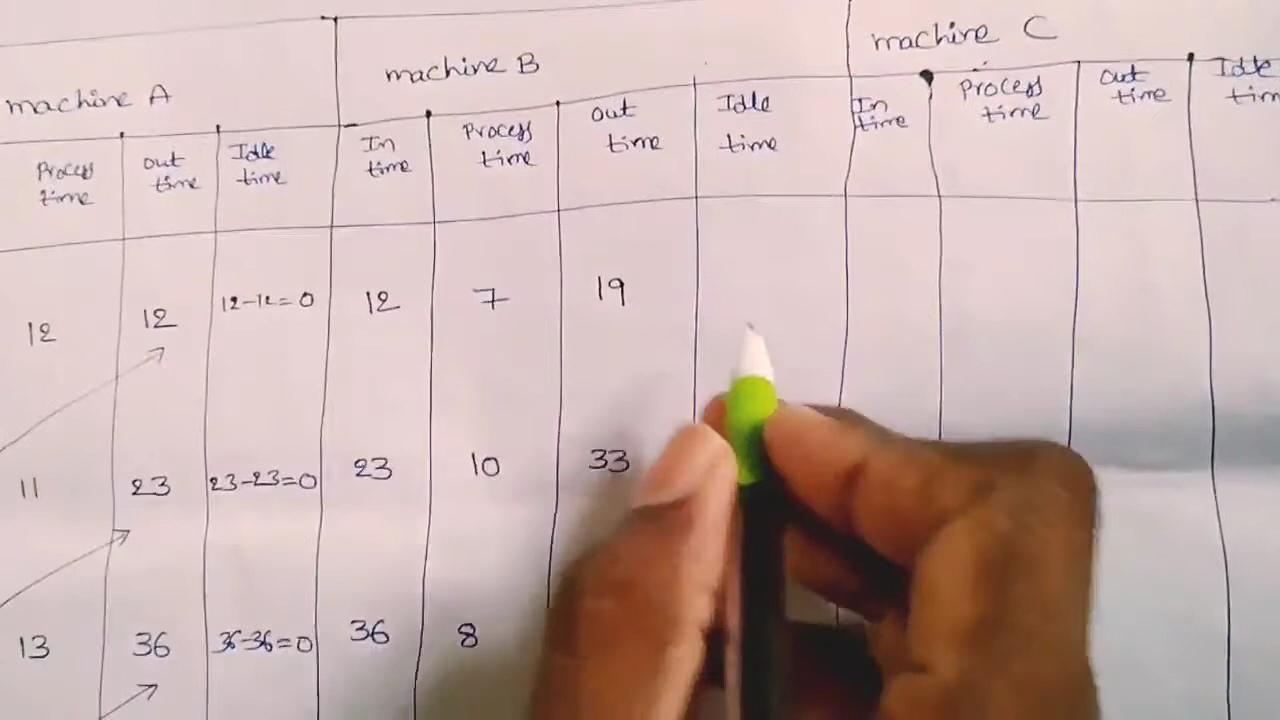 machine A machine B machine C
Process time out time Idle time In time Process time out time Idle time In time Process time out time Idle
12 12 12-12=0 12 7 19
11 23 23-23=0 23 10 33
13 36 36-36=0 36 8